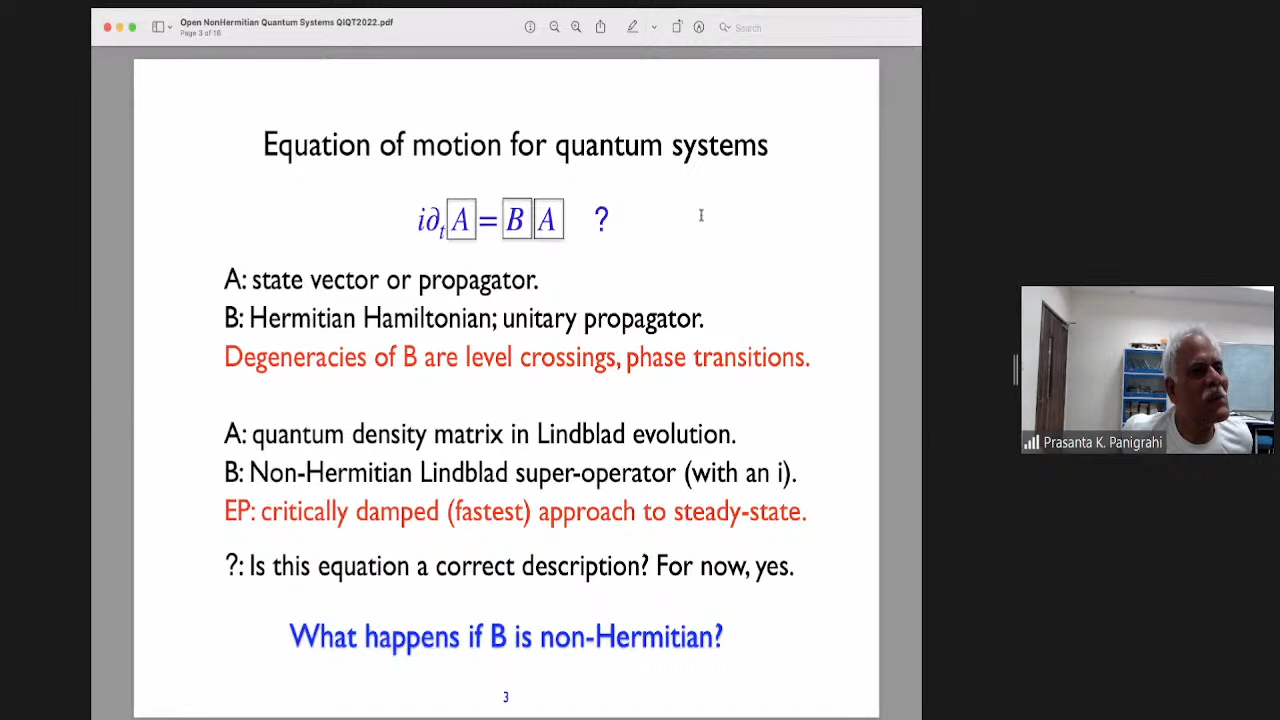 Open NonHermitian Quantum Systems QIQT2022.pdf
Page 3 of 16
Search
Equation of motion for quantum systems
i∂ₜ A = B A ?
A: state vector or propagator.
B: Hermitian Hamiltonian; unitary propagator.
Degeneracies of B are level crossings, phase transitions.
A: quantum density matrix in Lindblad evolution.
B: Non-Hermitian Lindblad super-operator (with an i).
EP: critically damped (fastest) approach to steady-state.
?: Is this equation a correct description? For now, yes.
What happens if B is non-Hermitian?
3
Prasanta K. Panigrahi